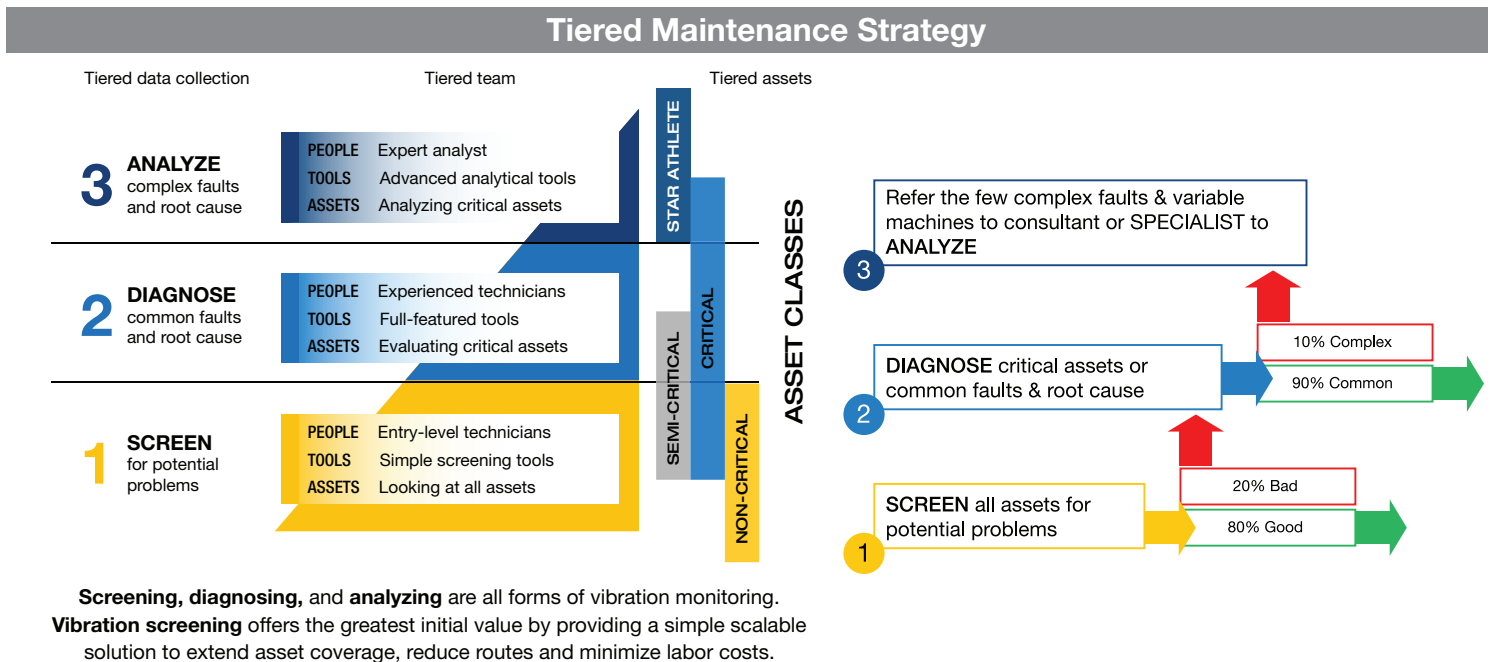 Tiered Maintenance Strategy
Tiered data collection
Tiered team
Tiered assets
3
ANALYZE
complex faults
and root cause
PEOPLE Expert analyst
TOOLS Advanced analytical tools
ASSETS Analyzing critical assets
2
DIAGNOSE
common faults
and root cause
PEOPLE Experienced technicians
TOOLS Full-featured tools
ASSETS Evaluating critical assets
1
SCREEN
for potential
problems
PEOPLE Entry-level technicians
TOOLS Simple screening tools
ASSETS Looking at all assets
STAR ATHLETE
SEMI-CRITICAL
CRITICAL
NON-CRITICAL
ASSET CLASSES
Refer the few complex faults & variable
machines to consultant or SPECIALIST to
ANALYZE
3
10% Complex
90% Common
DIAGNOSE critical assets or
common faults & root cause
2
20% Bad
80% Good
SCREEN all assets for
potential problems
1
Screening, diagnosing, and analyzing are all forms of vibration monitoring.
Vibration screening offers the greatest initial value by providing a simple scalable
solution to extend asset coverage, reduce routes and minimize labor costs.